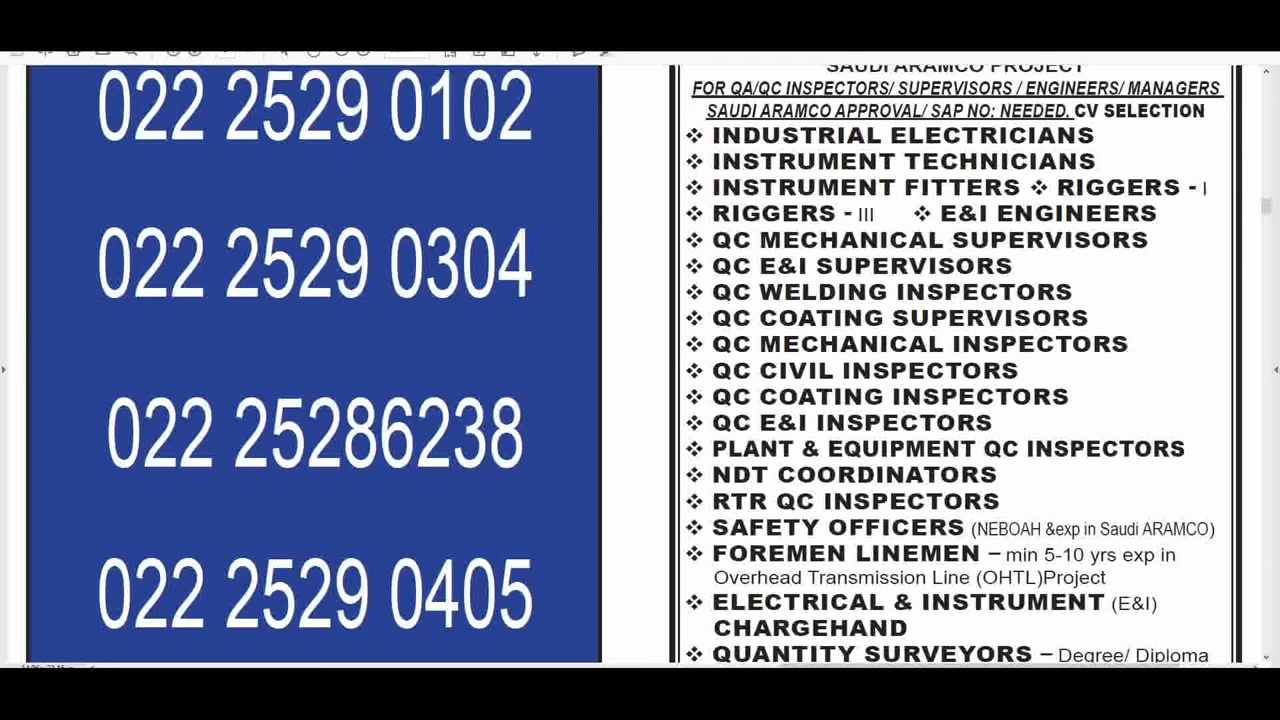 022 2529 0102
022 2529 0304
022 25286238
022 2529 0405
SAUDI ARAMCO PROJECT
FOR QA/QC INSPECTORS/ SUPERVISORS / ENGINEERS/ MANAGERS
SAUDI ARAMCO APPROVAL/ SAP NO: NEEDED. CV SELECTION
❖ INDUSTRIAL ELECTRICIANS
❖ INSTRUMENT TECHNICIANS
❖ INSTRUMENT FITTERS ❖ RIGGERS - I
❖ RIGGERS - III ❖ E&I ENGINEERS
❖ QC MECHANICAL SUPERVISORS
❖ QC E&I SUPERVISORS
❖ QC WELDING INSPECTORS
❖ QC COATING SUPERVISORS
❖ QC MECHANICAL INSPECTORS
❖ QC CIVIL INSPECTORS
❖ QC COATING INSPECTORS
❖ QC E&I INSPECTORS
❖ PLANT & EQUIPMENT QC INSPECTORS
❖ NDT COORDINATORS
❖ RTR QC INSPECTORS
❖ SAFETY OFFICERS (NEBOAH &exp in Saudi ARAMCO)
❖ FOREMEN LINEMEN – min 5-10 yrs exp in
Overhead Transmission Line (OHTL)Project
❖ ELECTRICAL & INSTRUMENT (E&I)
CHARGEHAND
❖ QUANTITY SURVEYORS – Degree/ Diploma